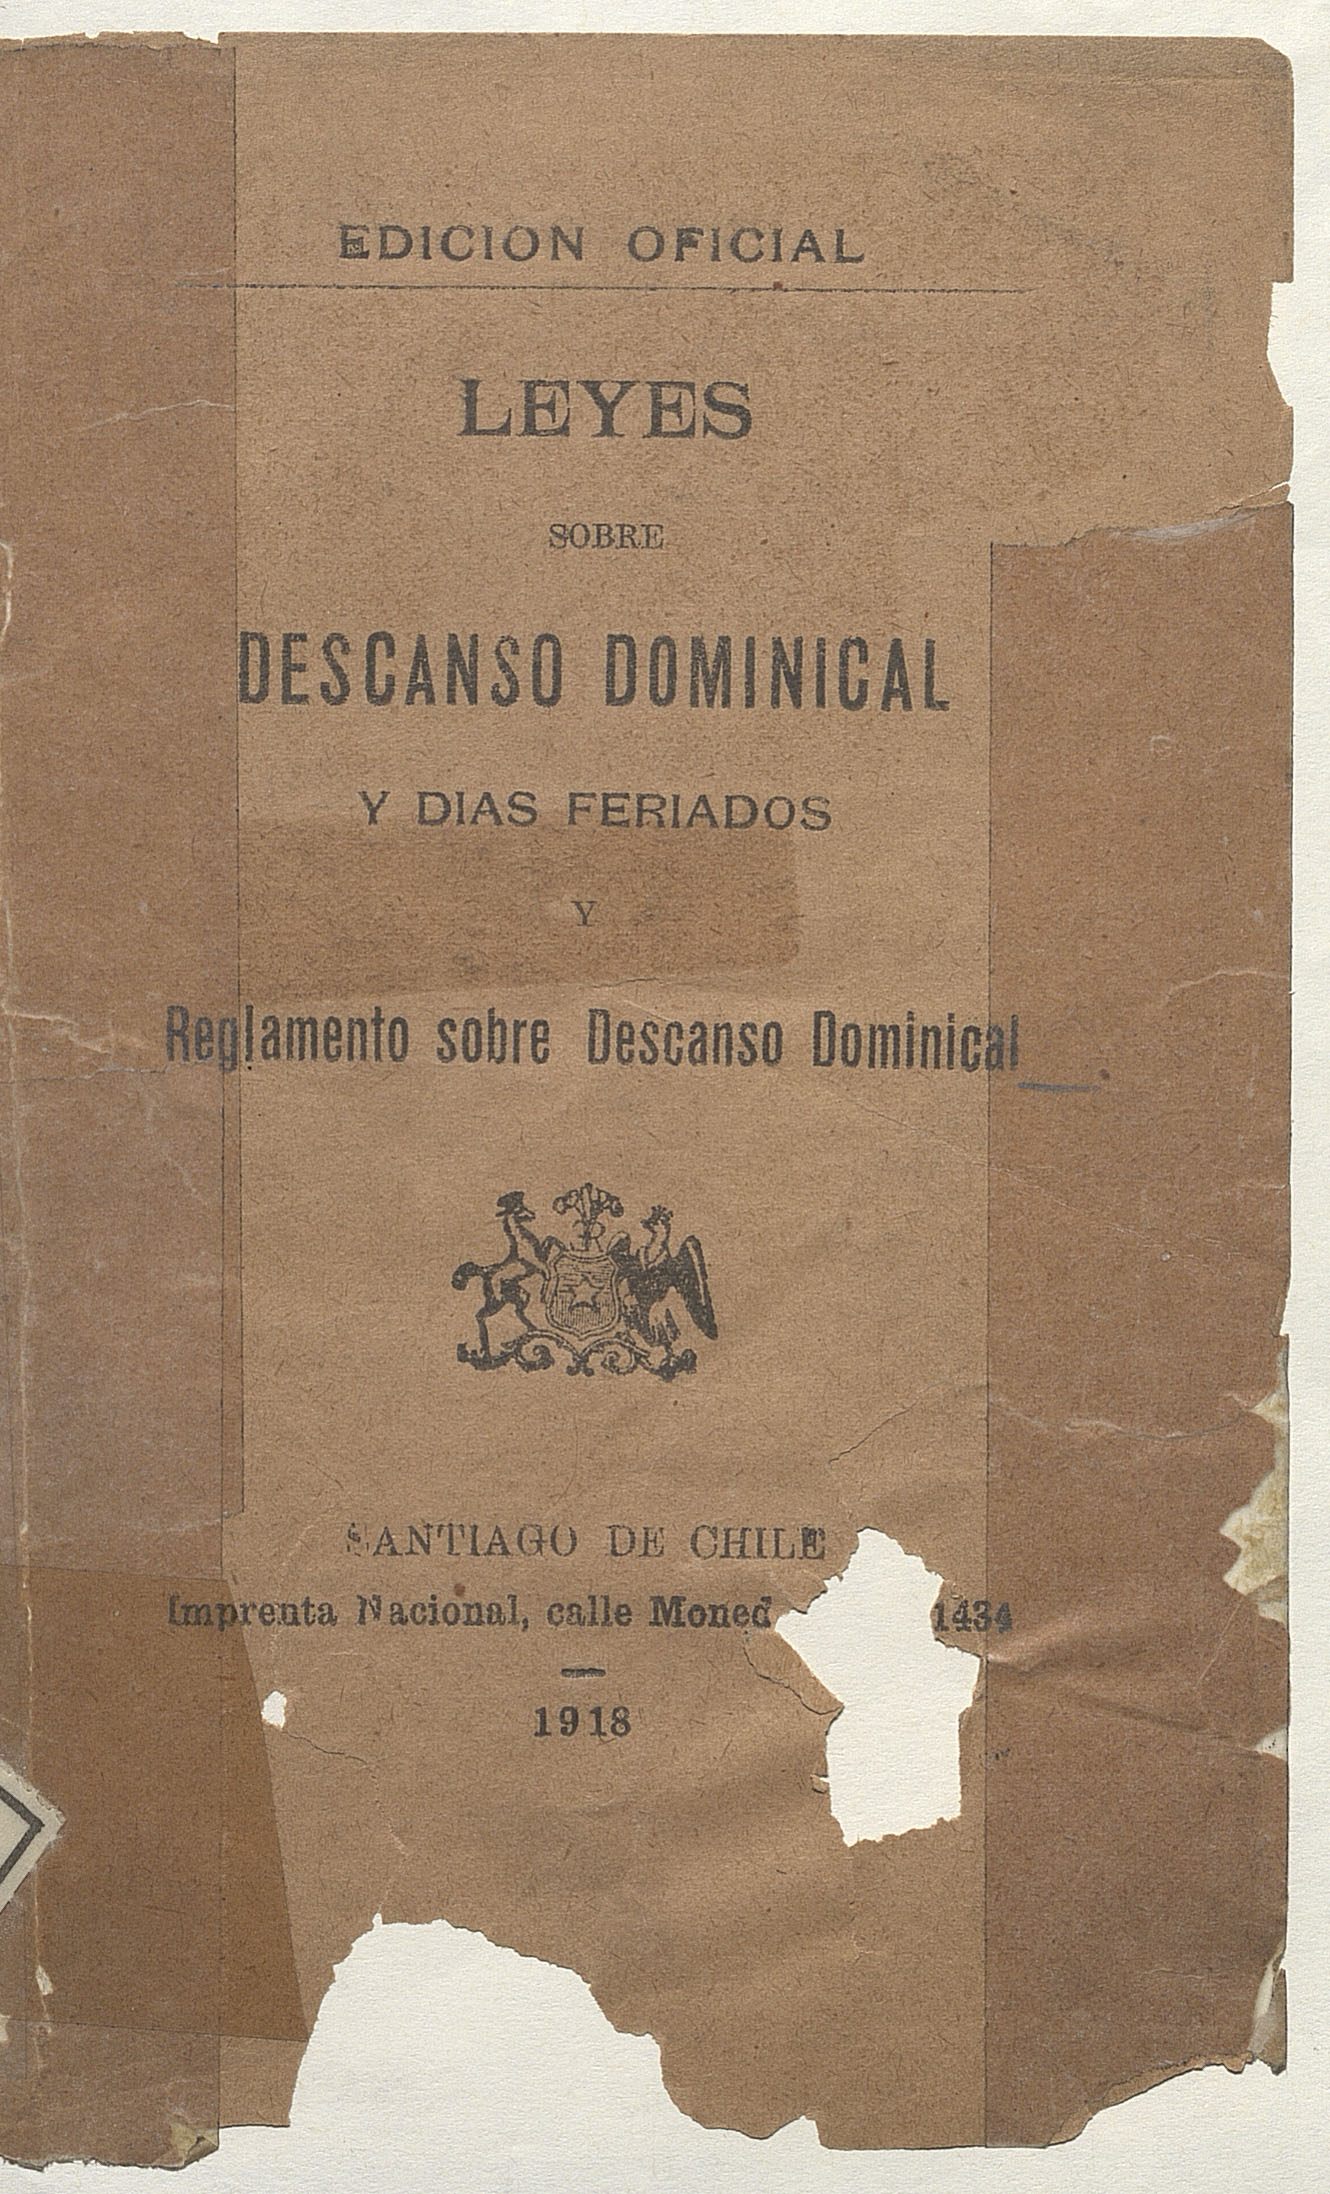 EDICION OFICIAL
LEYES
SOBRE
DESCANSO DOMINICAL
Y DIAS FERIADOS
Y
Reglamento sobre Descanso Dominical
SANTIAGO DE CHILE
Imprenta Nacional, calle Moned 1434
1918